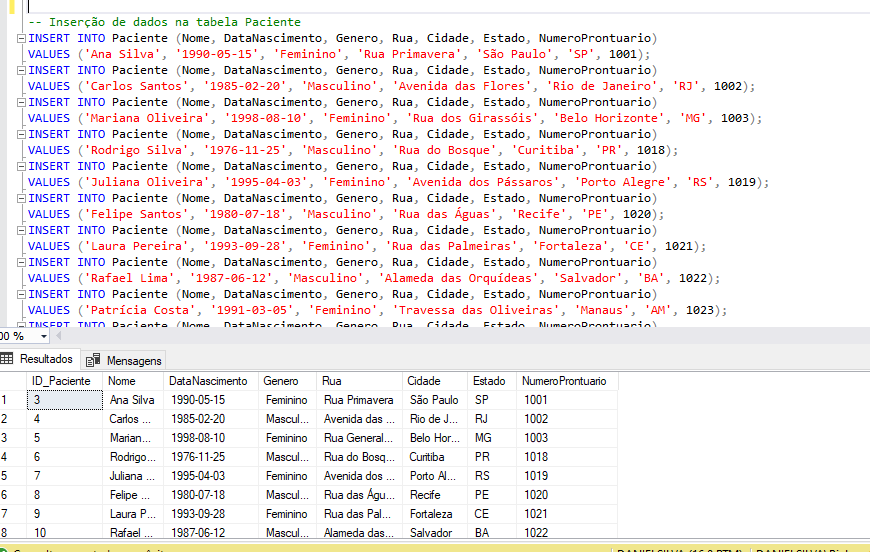 -- Inserção de dados na tabela Paciente
INSERT INTO Paciente (Nome, DataNascimento, Genero, Rua, Cidade, Estado, NumeroProntuario)
VALUES ('Ana Silva', '1990-05-15', 'Feminino', 'Rua Primavera', 'São Paulo', 'SP', 1001);
INSERT INTO Paciente (Nome, DataNascimento, Genero, Rua, Cidade, Estado, NumeroProntuario)
VALUES ('Carlos Santos', '1985-02-20', 'Masculino', 'Avenida das Flores', 'Rio de Janeiro', 'RJ', 1002);
INSERT INTO Paciente (Nome, DataNascimento, Genero, Rua, Cidade, Estado, NumeroProntuario)
VALUES ('Mariana Oliveira', '1998-08-10', 'Feminino', 'Rua dos Girassóis', 'Belo Horizonte', 'MG', 1003);
INSERT INTO Paciente (Nome, DataNascimento, Genero, Rua, Cidade, Estado, NumeroProntuario)
VALUES ('Rodrigo Silva', '1976-11-25', 'Masculino', 'Rua do Bosque', 'Curitiba', 'PR', 1018);
INSERT INTO Paciente (Nome, DataNascimento, Genero, Rua, Cidade, Estado, NumeroProntuario)
VALUES ('Juliana Oliveira', '1995-04-03', 'Feminino', 'Avenida dos Pássaros', 'Porto Alegre', 'RS', 1019);
INSERT INTO Paciente (Nome, DataNascimento, Genero, Rua, Cidade, Estado, NumeroProntuario)
VALUES ('Felipe Santos', '1980-07-18', 'Masculino', 'Rua das Águas', 'Recife', 'PE', 1020);
INSERT INTO Paciente (Nome, DataNascimento, Genero, Rua, Cidade, Estado, NumeroProntuario)
VALUES ('Laura Pereira', '1993-09-28', 'Feminino', 'Rua das Palmeiras', 'Fortaleza', 'CE', 1021);
INSERT INTO Paciente (Nome, DataNascimento, Genero, Rua, Cidade, Estado, NumeroProntuario)
VALUES ('Rafael Lima', '1987-06-12', 'Masculino', 'Alameda das Orquídeas', 'Salvador', 'BA', 1022);
INSERT INTO Paciente (Nome, DataNascimento, Genero, Rua, Cidade, Estado, NumeroProntuario)
VALUES ('Patrícia Costa', '1991-03-05', 'Feminino', 'Travessa das Oliveiras', 'Manaus', 'AM', 1023);
INSERT INTO Paciente (Nome, DataNascimento, Genero, Rua, Cidade, Estado, NumeroProntuario)
00 %
Resultados Mensagens
ID_Paciente Nome DataNascimento Genero Rua Cidade Estado NumeroProntuario
1 3 Ana Silva 1990-05-15 Feminino Rua Primavera São Paulo SP 1001
2 4 Carlos ... 1985-02-20 Mascul... Avenida das ... Rio de J... RJ 1002
3 5 Marian... 1998-08-10 Feminino Rua General... Belo Hor... MG 1003
4 6 Rodrigo... 1976-11-25 Mascul... Rua do Bosq... Curitiba PR 1018
5 7 Juliana ... 1995-04-03 Feminino Avenida dos ... Porto Al... RS 1019
6 8 Felipe ... 1980-07-18 Mascul... Rua das Águ... Recife PE 1020
7 9 Laura P... 1993-09-28 Feminino Rua das Pal... Fortaleza CE 1021
8 10 Rafael ... 1987-06-12 Mascul... Alameda das... Salvador BA 1022